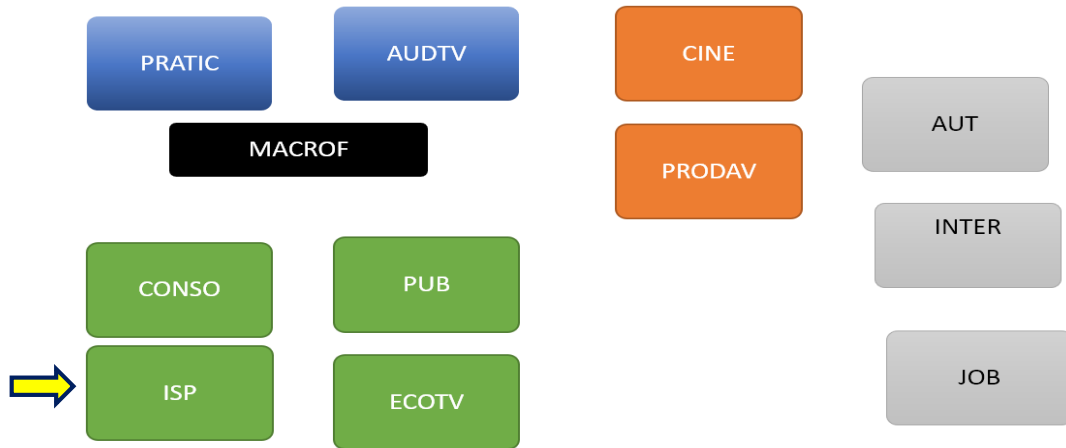 PRATIC
AUDTV
MACROF
CONSO
PUB
ISP
ECOTV
CINE
PRODAV
AUT
INTER
JOB